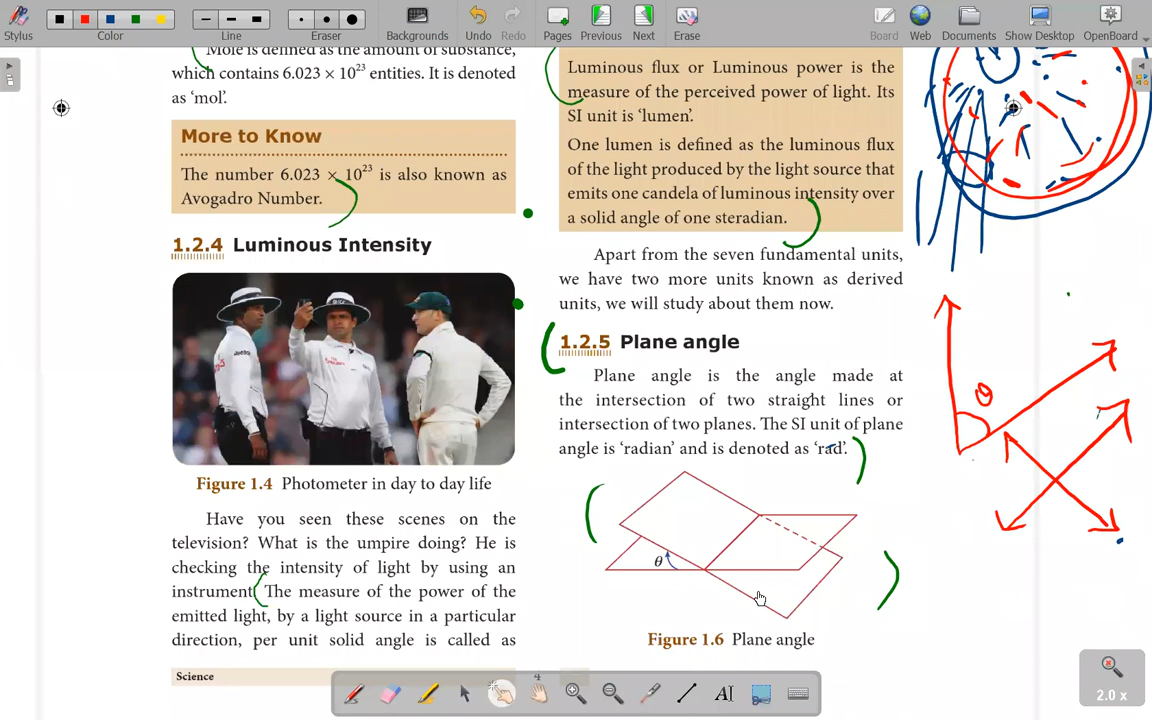 Stylus
Color
Line
Eraser
Backgrounds
Undo
Redo
Pages
Previous
Next
Erase
Board
Web
Documents
Show Desktop
OpenBoard
Mole is defined as the amount of substance,
which contains 6.023 × 10²³ entities. It is denoted
as ‘mol’.
More to Know
The number 6.023 × 10²³ is also known as
Avogadro Number.
1.2.4 Luminous Intensity
Figure 1.4 Photometer in day to day life
Have you seen these scenes on the
television? What is the umpire doing? He is
checking the intensity of light by using an
instrument. The measure of the power of the
emitted light, by a light source in a particular
direction, per unit solid angle is called as
Science
4
Luminous flux or Luminous power is the
measure of the perceived power of light. Its
SI unit is ‘lumen’.
One lumen is defined as the luminous flux
of the light produced by the light source that
emits one candela of luminous intensity over
a solid angle of one steradian.
Apart from the seven fundamental units,
we have two more units known as derived
units, we will study about them now.
1.2.5 Plane angle
Plane angle is the angle made at
the intersection of two straight lines or
intersection of two planes. The SI unit of plane
angle is ‘radian’ and is denoted as ‘rad’.
θ
Figure 1.6 Plane angle
θ
AI
2.0 x